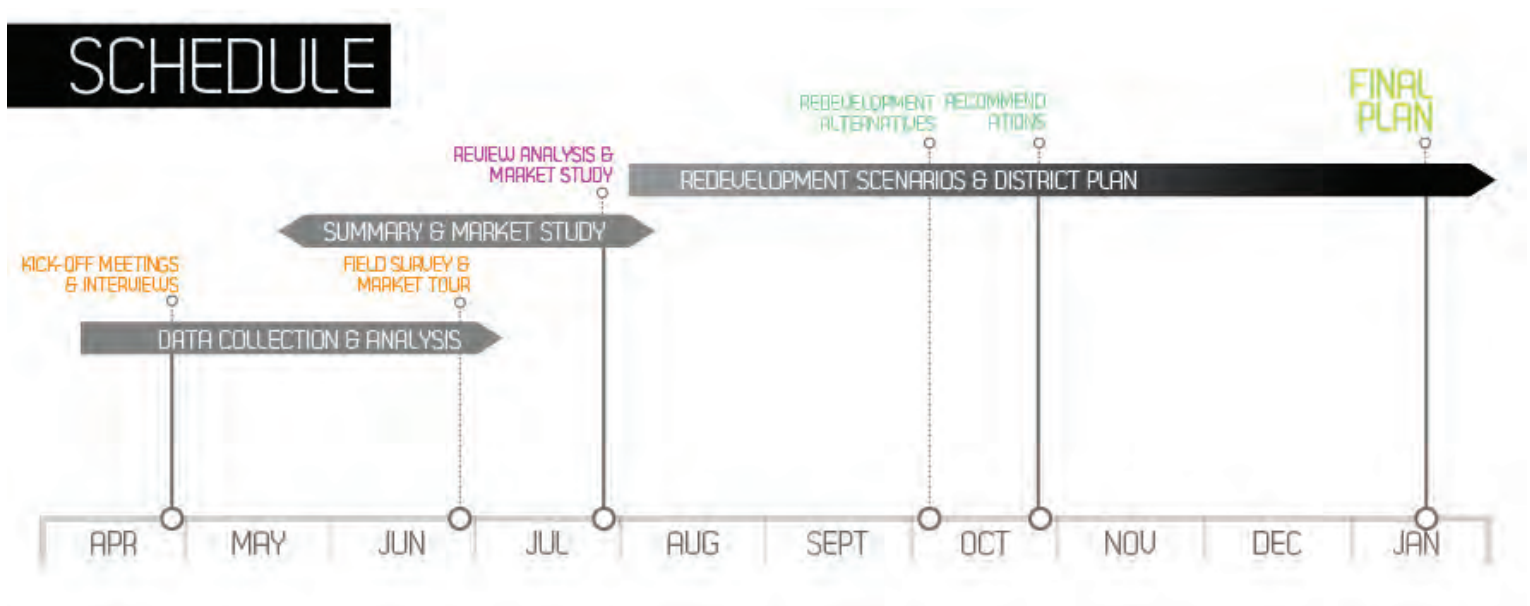 SCHEDULE
FINAL
PLAN
REDEVELOPMENT
ALTERNATIVES
RECOMMEND
ATIONS
REVIEW ANALYSIS &
MARKET STUDY
REDEVELOPMENT SCENARIOS & DISTRICT PLAN
SUMMARY & MARKET STUDY
KICK-OFF MEETINGS
& INTERVIEWS
FIELD SURVEY &
MARKET TOUR
DATA COLLECTION & ANALYSIS
APR
MAY
JUN
JUL
AUG
SEPT
OCT
NOV
DEC
JAN